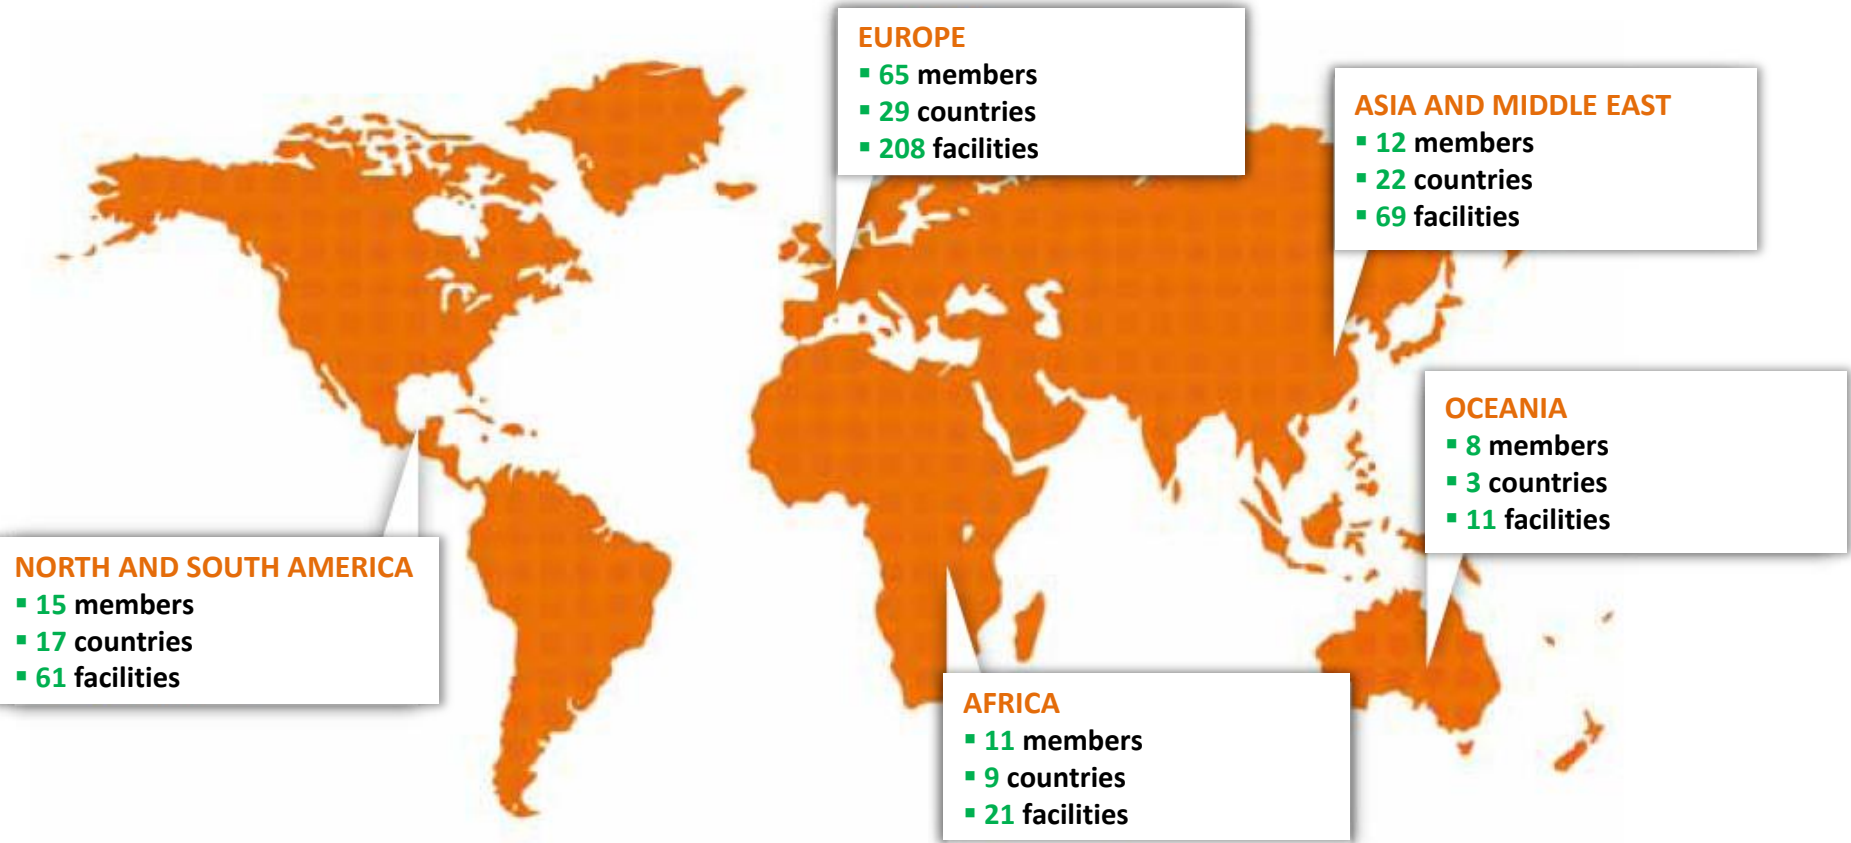 EUROPE
▪ 65 members
▪ 29 countries
▪ 208 facilities
ASIA AND MIDDLE EAST
▪ 12 members
▪ 22 countries
▪ 69 facilities
OCEANIA
▪ 8 members
▪ 3 countries
▪ 11 facilities
NORTH AND SOUTH AMERICA
▪ 15 members
▪ 17 countries
▪ 61 facilities
AFRICA
▪ 11 members
▪ 9 countries
▪ 21 facilities